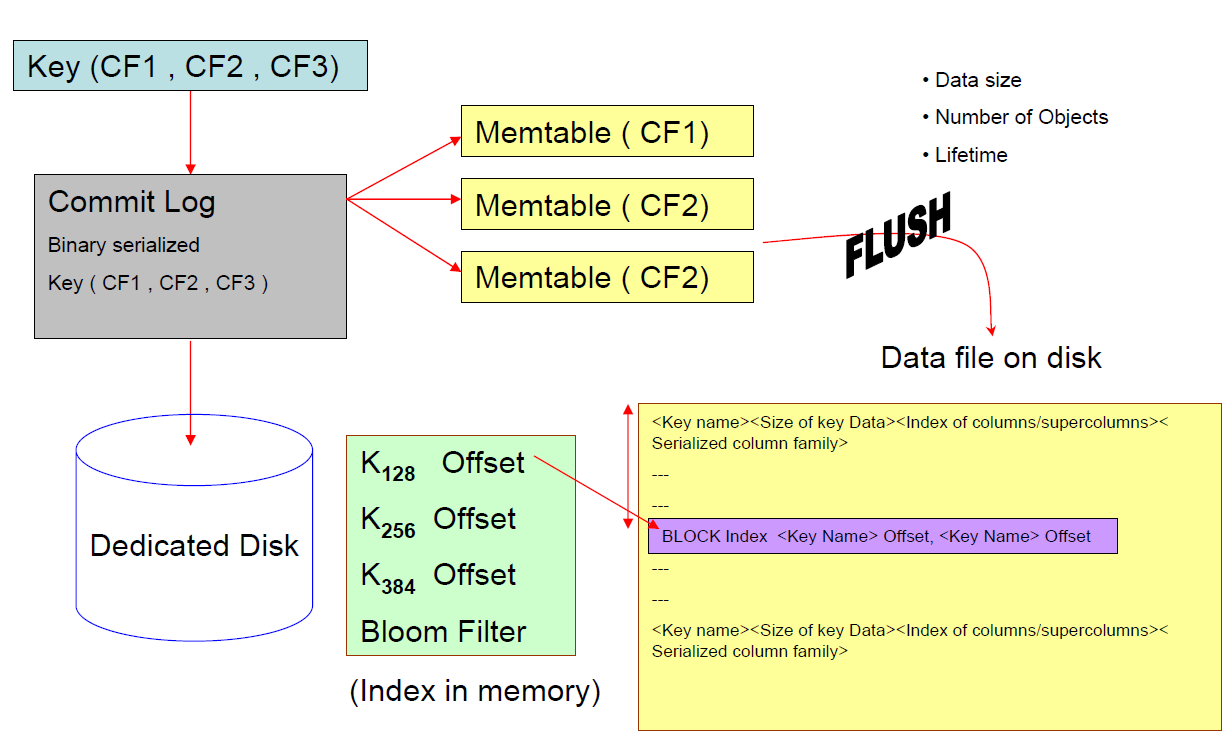 Key (CF1 , CF2 , CF3)
Commit Log
Binary serialized
Key ( CF1 , CF2 , CF3 )
Memtable ( CF1)
Memtable ( CF2)
Memtable ( CF2)
• Data size
• Number of Objects
• Lifetime
FLUSH
Data file on disk
Dedicated Disk
K128 Offset
K256 Offset
K384 Offset
Bloom Filter
(Index in memory)
<Key name><Size of key Data><Index of columns/supercolumns><
Serialized column family>
---
---
BLOCK Index <Key Name> Offset, <Key Name> Offset
---
---
<Key name><Size of key Data><Index of columns/supercolumns><
Serialized column family>